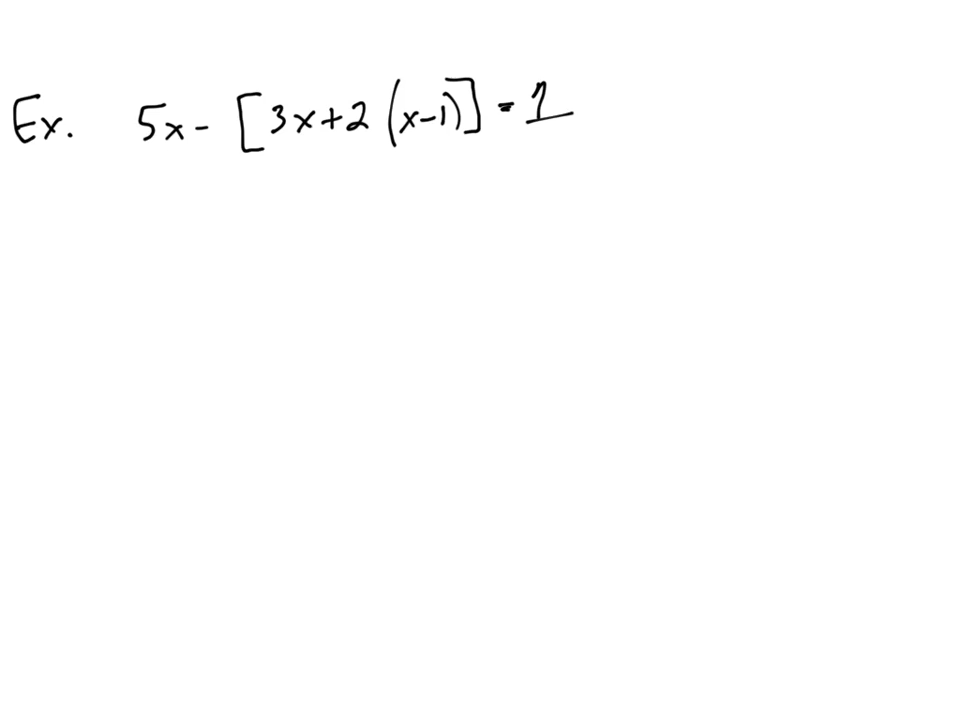 Ex. 5x - [3x+2(x-1)] = 1